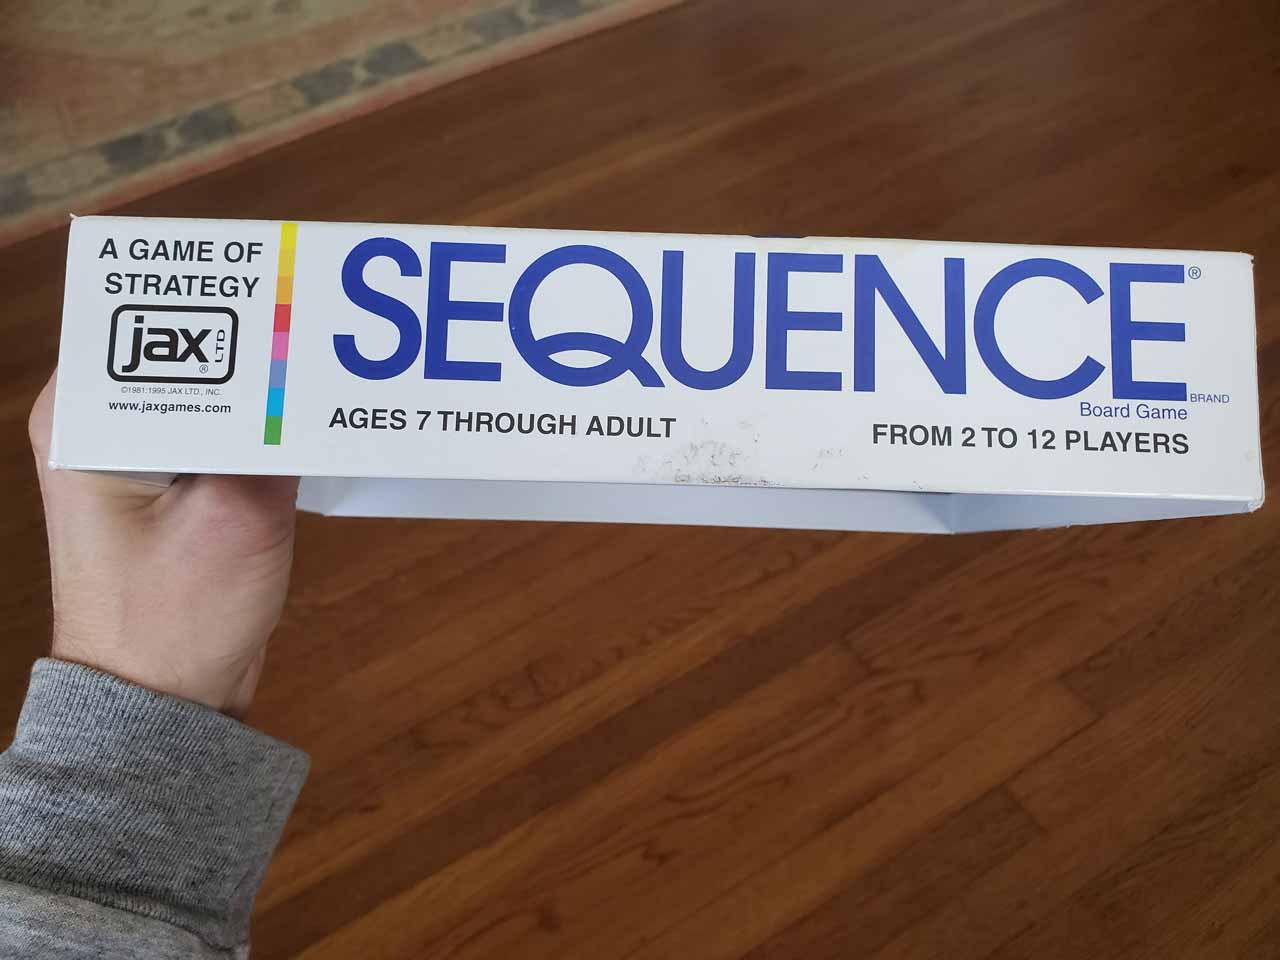 A GAME OF
STRATEGY
jax LTD ®
©1981:1995 JAX LTD., INC.
www.jaxgames.com
SEQUENCE®
BRAND
Board Game
AGES 7 THROUGH ADULT
FROM 2 TO 12 PLAYERS